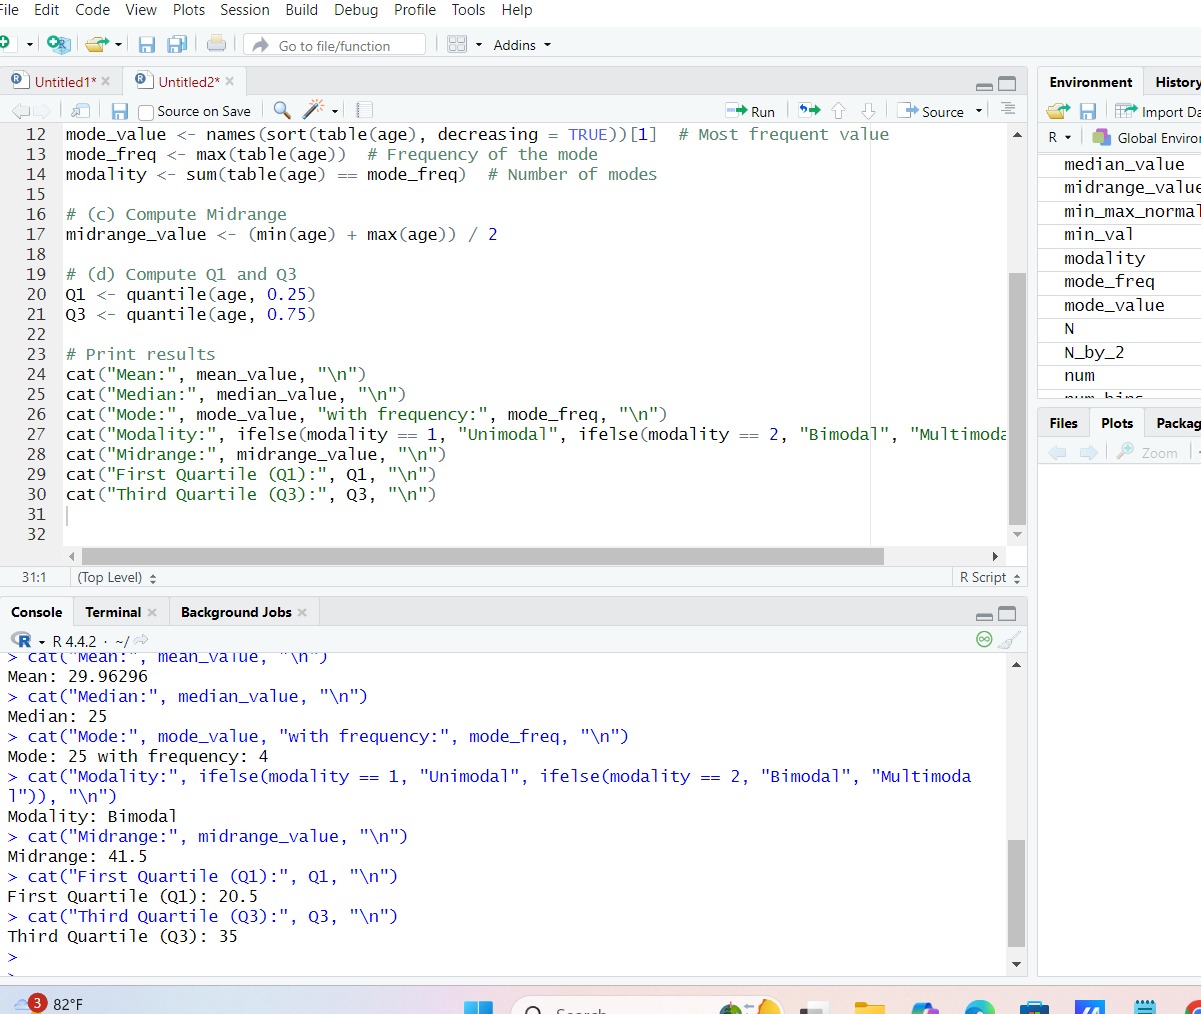 File Edit Code View Plots Session Build Debug Profile Tools Help
Go to file/function Addins
Untitled1* Untitled2*
Source on Save Run Source
12 mode_value <- names(sort(table(age), decreasing = TRUE))[1]  # Most frequent value
13 mode_freq <- max(table(age))  # Frequency of the mode
14 modality <- sum(table(age) == mode_freq)  # Number of modes
15
16 # (c) Compute Midrange
17 midrange_value <- (min(age) + max(age)) / 2
18
19 # (d) Compute Q1 and Q3
20 Q1 <- quantile(age, 0.25)
21 Q3 <- quantile(age, 0.75)
22
23 # Print results
24 cat("Mean:", mean_value, "\n")
25 cat("Median:", median_value, "\n")
26 cat("Mode:", mode_value, "with frequency:", mode_freq, "\n")
27 cat("Modality:", ifelse(modality == 1, "Unimodal", ifelse(modality == 2, "Bimodal", "Multimoda
28 cat("Midrange:", midrange_value, "\n")
29 cat("First Quartile (Q1):", Q1, "\n")
30 cat("Third Quartile (Q3):", Q3, "\n")
31
32
31:1 (Top Level) R Script
Console Terminal Background Jobs
R 4.4.2 · ~/
> cat("Mean:", mean_value, "\n")
Mean: 29.96296
> cat("Median:", median_value, "\n")
Median: 25
> cat("Mode:", mode_value, "with frequency:", mode_freq, "\n")
Mode: 25 with frequency: 4
> cat("Modality:", ifelse(modality == 1, "Unimodal", ifelse(modality == 2, "Bimodal", "Multimoda
l")), "\n")
Modality: Bimodal
> cat("Midrange:", midrange_value, "\n")
Midrange: 41.5
> cat("First Quartile (Q1):", Q1, "\n")
First Quartile (Q1): 20.5
> cat("Third Quartile (Q3):", Q3, "\n")
Third Quartile (Q3): 35
>
>
Environment History
Import Da
R Global Enviro
median_value
midrange_value
min_max_normal
min_val
modality
mode_freq
mode_value
N
N_by_2
num
num_bins
Files Plots Packag
Zoom
3 82°F
Search